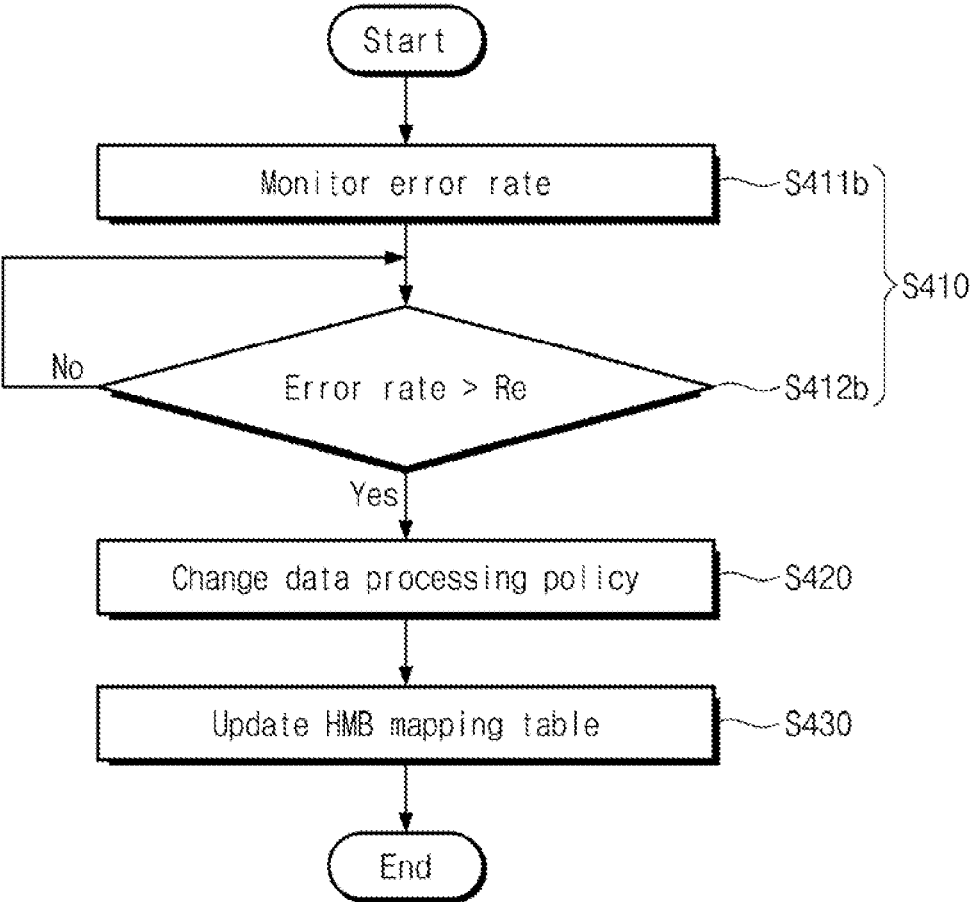 Start
Monitor error rate
S411b
S410
No
Error rate > Re
S412b
Yes
Change data processing policy
S420
Update HMB mapping table
S430
End